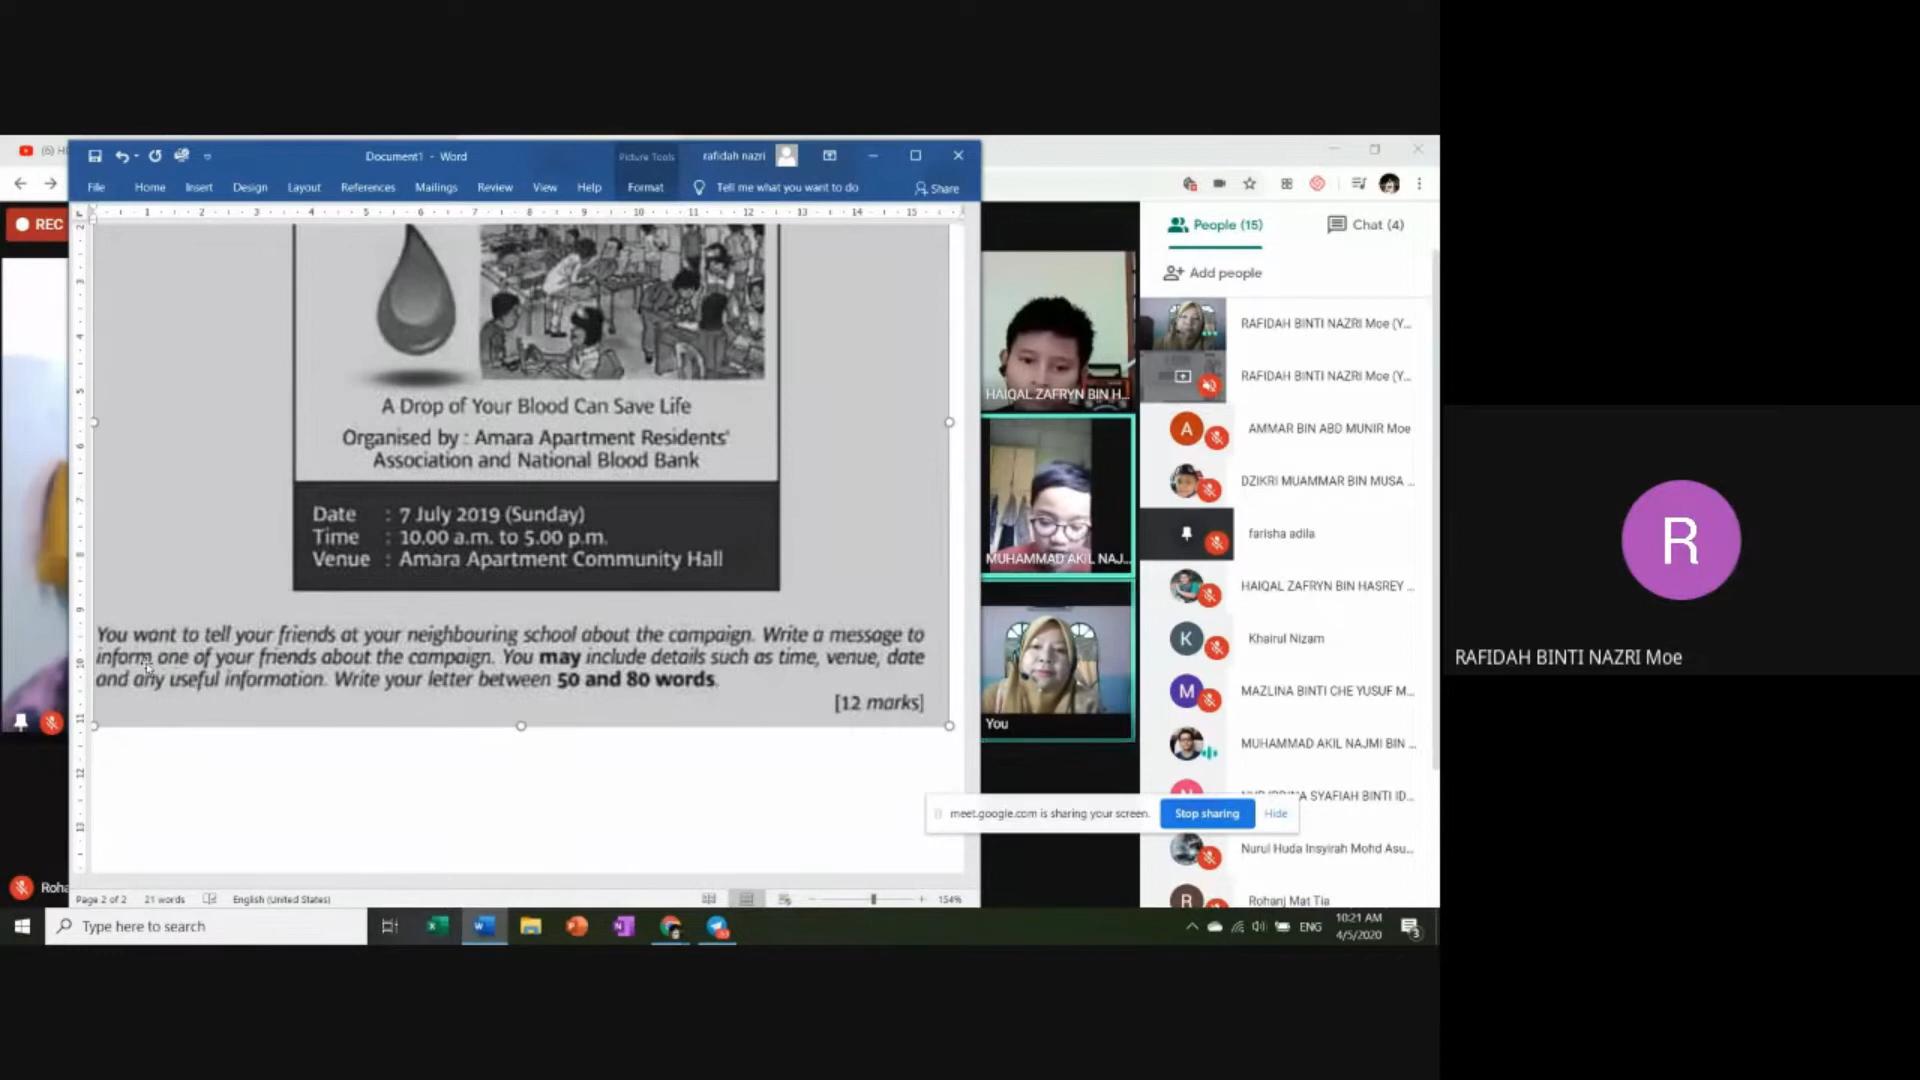 Document1 - Word
Picture Tools
rafidah nazri
File
Home
Insert
Design
Layout
References
Mailings
Review
View
Help
Format
Tell me what you want to do
Share
REC
A Drop of Your Blood Can Save Life
Organised by : Amara Apartment Residents'
Association and National Blood Bank
Date : 7 July 2019 (Sunday)
Time : 10.00 a.m. to 5.00 p.m.
Venue : Amara Apartment Community Hall
You want to tell your friends at your neighbouring school about the campaign. Write a message to
inform one of your friends about the campaign. You may include details such as time, venue, date
and any useful information. Write your letter between 50 and 80 words.
[12 marks]
Page 2 of 2
21 words
English (United States)
154%
HAIQAL ZAFRYN BIN H...
MUHAMMAD AKIL NAJ...
You
People (15)
Chat (4)
Add people
RAFIDAH BINTI NAZRI Moe (Y...
RAFIDAH BINTI NAZRI Moe (Y...
AMMAR BIN ABD MUNIR Moe
DZIKRI MUAMMAR BIN MUSA ...
farisha adila
HAIQAL ZAFRYN BIN HASREY ...
Khairul Nizam
MAZLINA BINTI CHE YUSUF M...
MUHAMMAD AKIL NAJMI BIN ...
SYAFIAH BINTI ID...
Nurul Huda Insyirah Mohd Asu...
Rohani Mat Tia
meet.google.com is sharing your screen.
Stop sharing
Hide
Roha
Type here to search
ENG
10:21 AM
4/5/2020
R
RAFIDAH BINTI NAZRI Moe